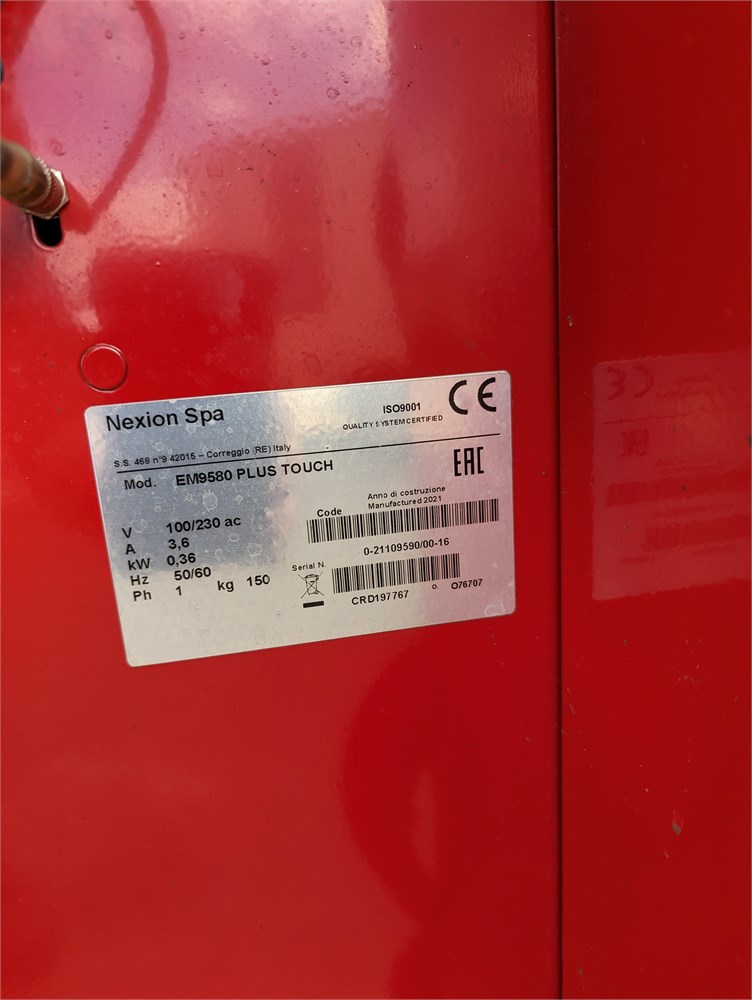 Nexion Spa
ISO9001
QUALITY SYSTEM CERTIFIED
CE
S.S. 468 n°9 42015 – Correggio (RE) Italy
Mod. EM9580 PLUS TOUCH
EAC
Anno di costruzione
Manufactured 2021
Code
V 100/230 ac
A 3,6
0-21109590/00-16
kW 0,36
Hz 50/60
Serial N.
Ph 1 kg 150
CRD197767 o. O76707